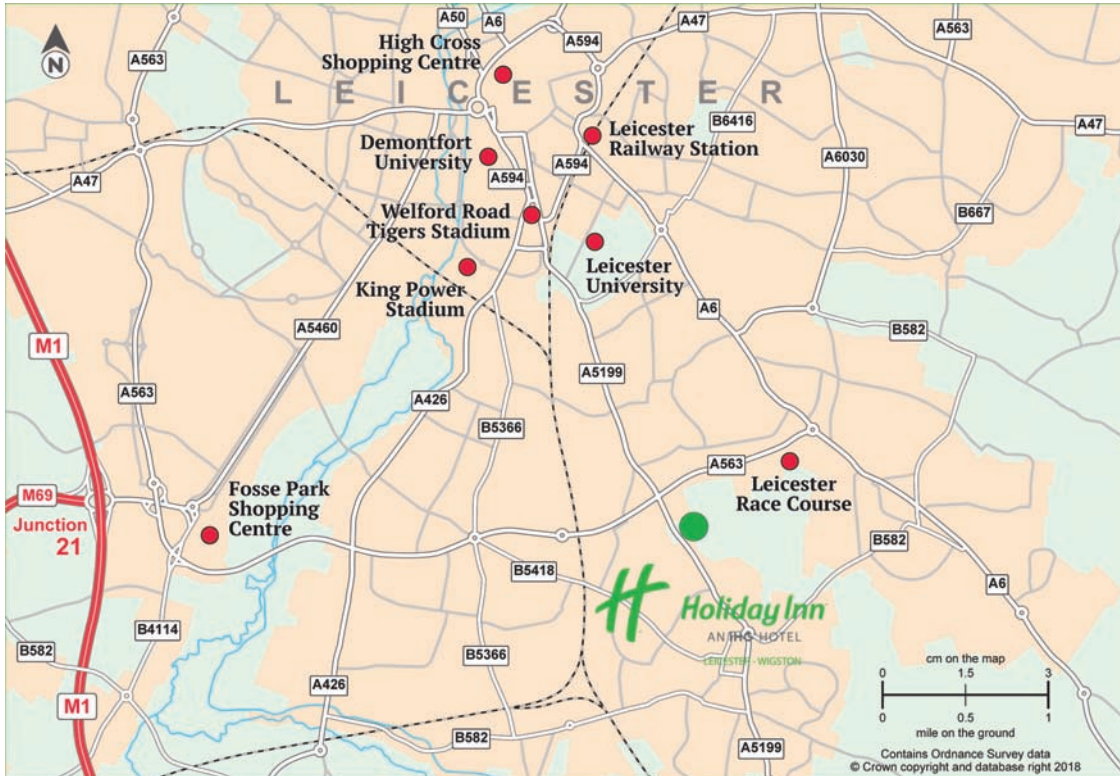 A50
A6
A594
A47
A563
A563
N
High Cross
Shopping Centre
LEICESTER
B6416
A47
Demontfort
University
Leicester
Railway Station
A6030
A594
A594
A47
Welford Road
Tigers Stadium
B667
King Power
Stadium
Leicester
University
A6
A5460
B582
M1
A5199
A563
A426
B5366
A563
Leicester
Race Course
M69
Junction
21
Fosse Park
Shopping
Centre
B582
B5418
A6
Holiday Inn
AN IHG HOTEL
LEICESTER - WIGSTON
B4114
B582
B5366
cm on the map
0 1.5 3
0 0.5 1
mile on the ground
A426
M1
B582
A5199
Contains Ordnance Survey data
© Crown copyright and database right 2018